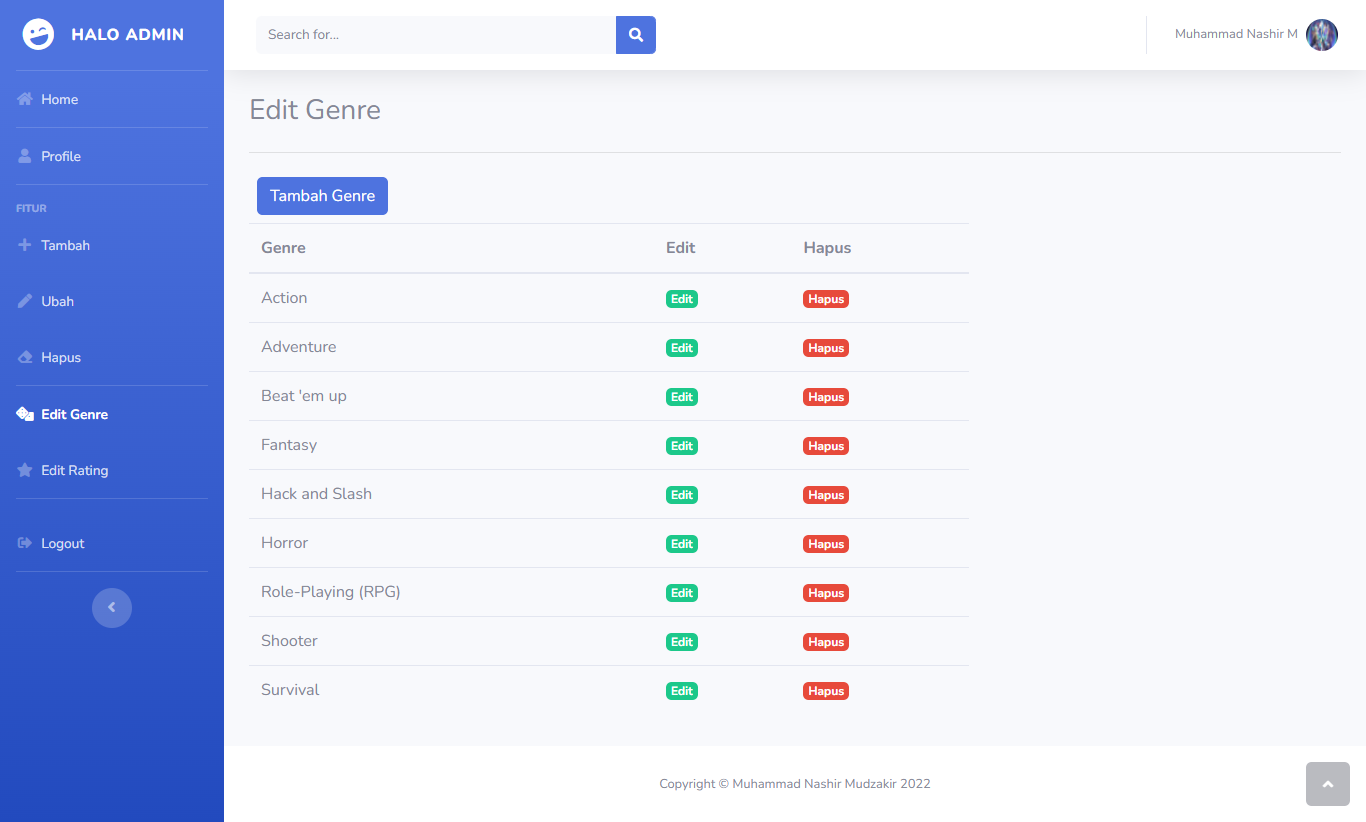 HALO ADMIN
Home
Profile
FITUR
Tambah
Ubah
Hapus
Edit Genre
Edit Rating
Logout
Search for...
Muhammad Nashir M
Edit Genre
Tambah Genre
Genre Edit Hapus
Action Edit Hapus
Adventure Edit Hapus
Beat 'em up Edit Hapus
Fantasy Edit Hapus
Hack and Slash Edit Hapus
Horror Edit Hapus
Role-Playing (RPG) Edit Hapus
Shooter Edit Hapus
Survival Edit Hapus
Copyright © Muhammad Nashir Mudzakir 2022